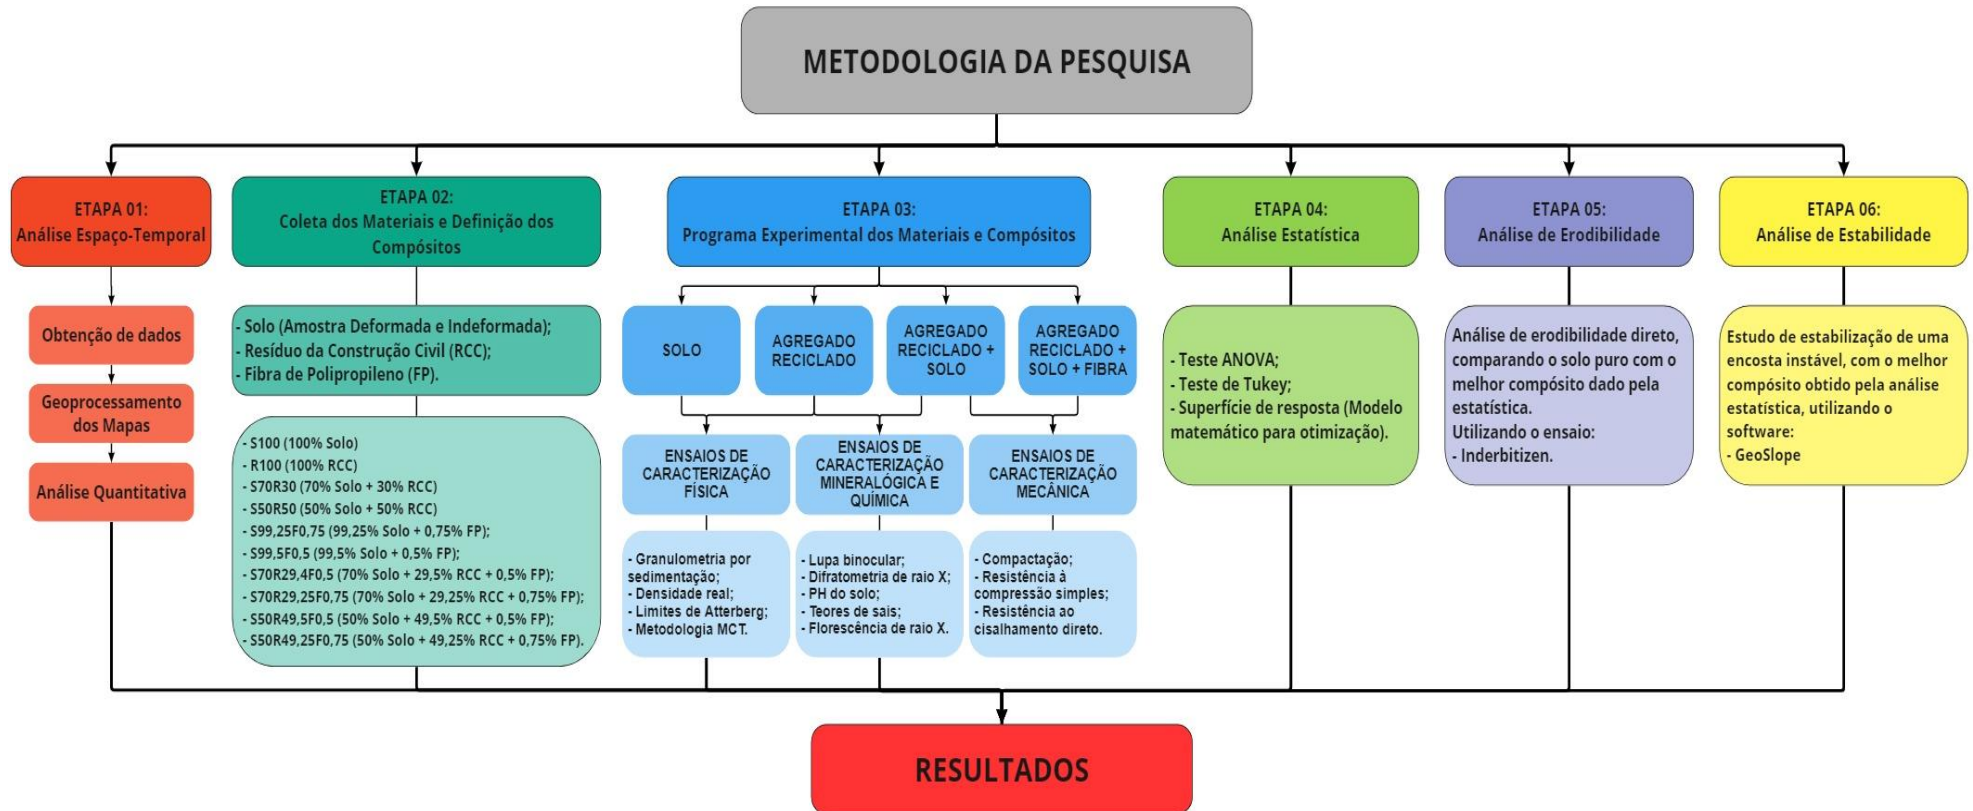 METODOLOGIA DA PESQUISA
ETAPA 01:
Análise Espaço-Temporal
Obtenção de dados
Geoprocessamento
dos Mapas
Análise Quantitativa
ETAPA 02:
Coleta dos Materiais e Definição dos
Compósitos
- Solo (Amostra Deformada e Indeformada);
- Resíduo da Construção Civil (RCC);
- Fibra de Polipropileno (FP).
- S100 (100% Solo)
- R100 (100% RCC)
- S70R30 (70% Solo + 30% RCC)
- S50R50 (50% Solo + 50% RCC)
- S99,25F0,75 (99,25% Solo + 0,75% FP);
- S99,5F0,5 (99,5% Solo + 0,5% FP);
- S70R29,4F0,5 (70% Solo + 29,5% RCC + 0,5% FP);
- S70R29,25F0,75 (70% Solo + 29,25% RCC + 0,75% FP);
- S50R49,5F0,5 (50% Solo + 49,5% RCC + 0,5% FP);
- S50R49,25F0,75 (50% Solo + 49,25% RCC + 0,75% FP).
ETAPA 03:
Programa Experimental dos Materiais e Compósitos
SOLO
AGREGADO
RECICLADO
AGREGADO
RECICLADO +
SOLO
AGREGADO
RECICLADO +
SOLO + FIBRA
ENSAIOS DE
CARACTERIZAÇÃO
FÍSICA
- Granulometria por
sedimentação;
- Densidade real;
- Limites de Atterberg;
- Metodologia MCT.
ENSAIOS DE
CARACTERIZAÇÃO
MINERALÓGICA E
QUÍMICA
- Lupa binocular;
- Difratometria de raio X;
- PH do solo;
- Teores de sais;
- Florescência de raio X.
ENSAIOS DE
CARACTERIZAÇÃO
MECÂNICA
- Compactação;
- Resistência à
compressão simples;
- Resistência ao
cisalhamento direto.
ETAPA 04:
Análise Estatística
- Teste ANOVA;
- Teste de Tukey;
- Superfície de resposta (Modelo
matemático para otimização).
ETAPA 05:
Análise de Erodibilidade
Análise de erodibilidade direto,
comparando o solo puro com o
melhor compósito dado pela
estatística.
Utilizando o ensaio:
- Inderbitizen.
ETAPA 06:
Análise de Estabilidade
Estudo de estabilização de uma
encosta instável, com o melhor
compósito obtido pela análise
estatística, utilizando o
software:
- GeoSlope
RESULTADOS